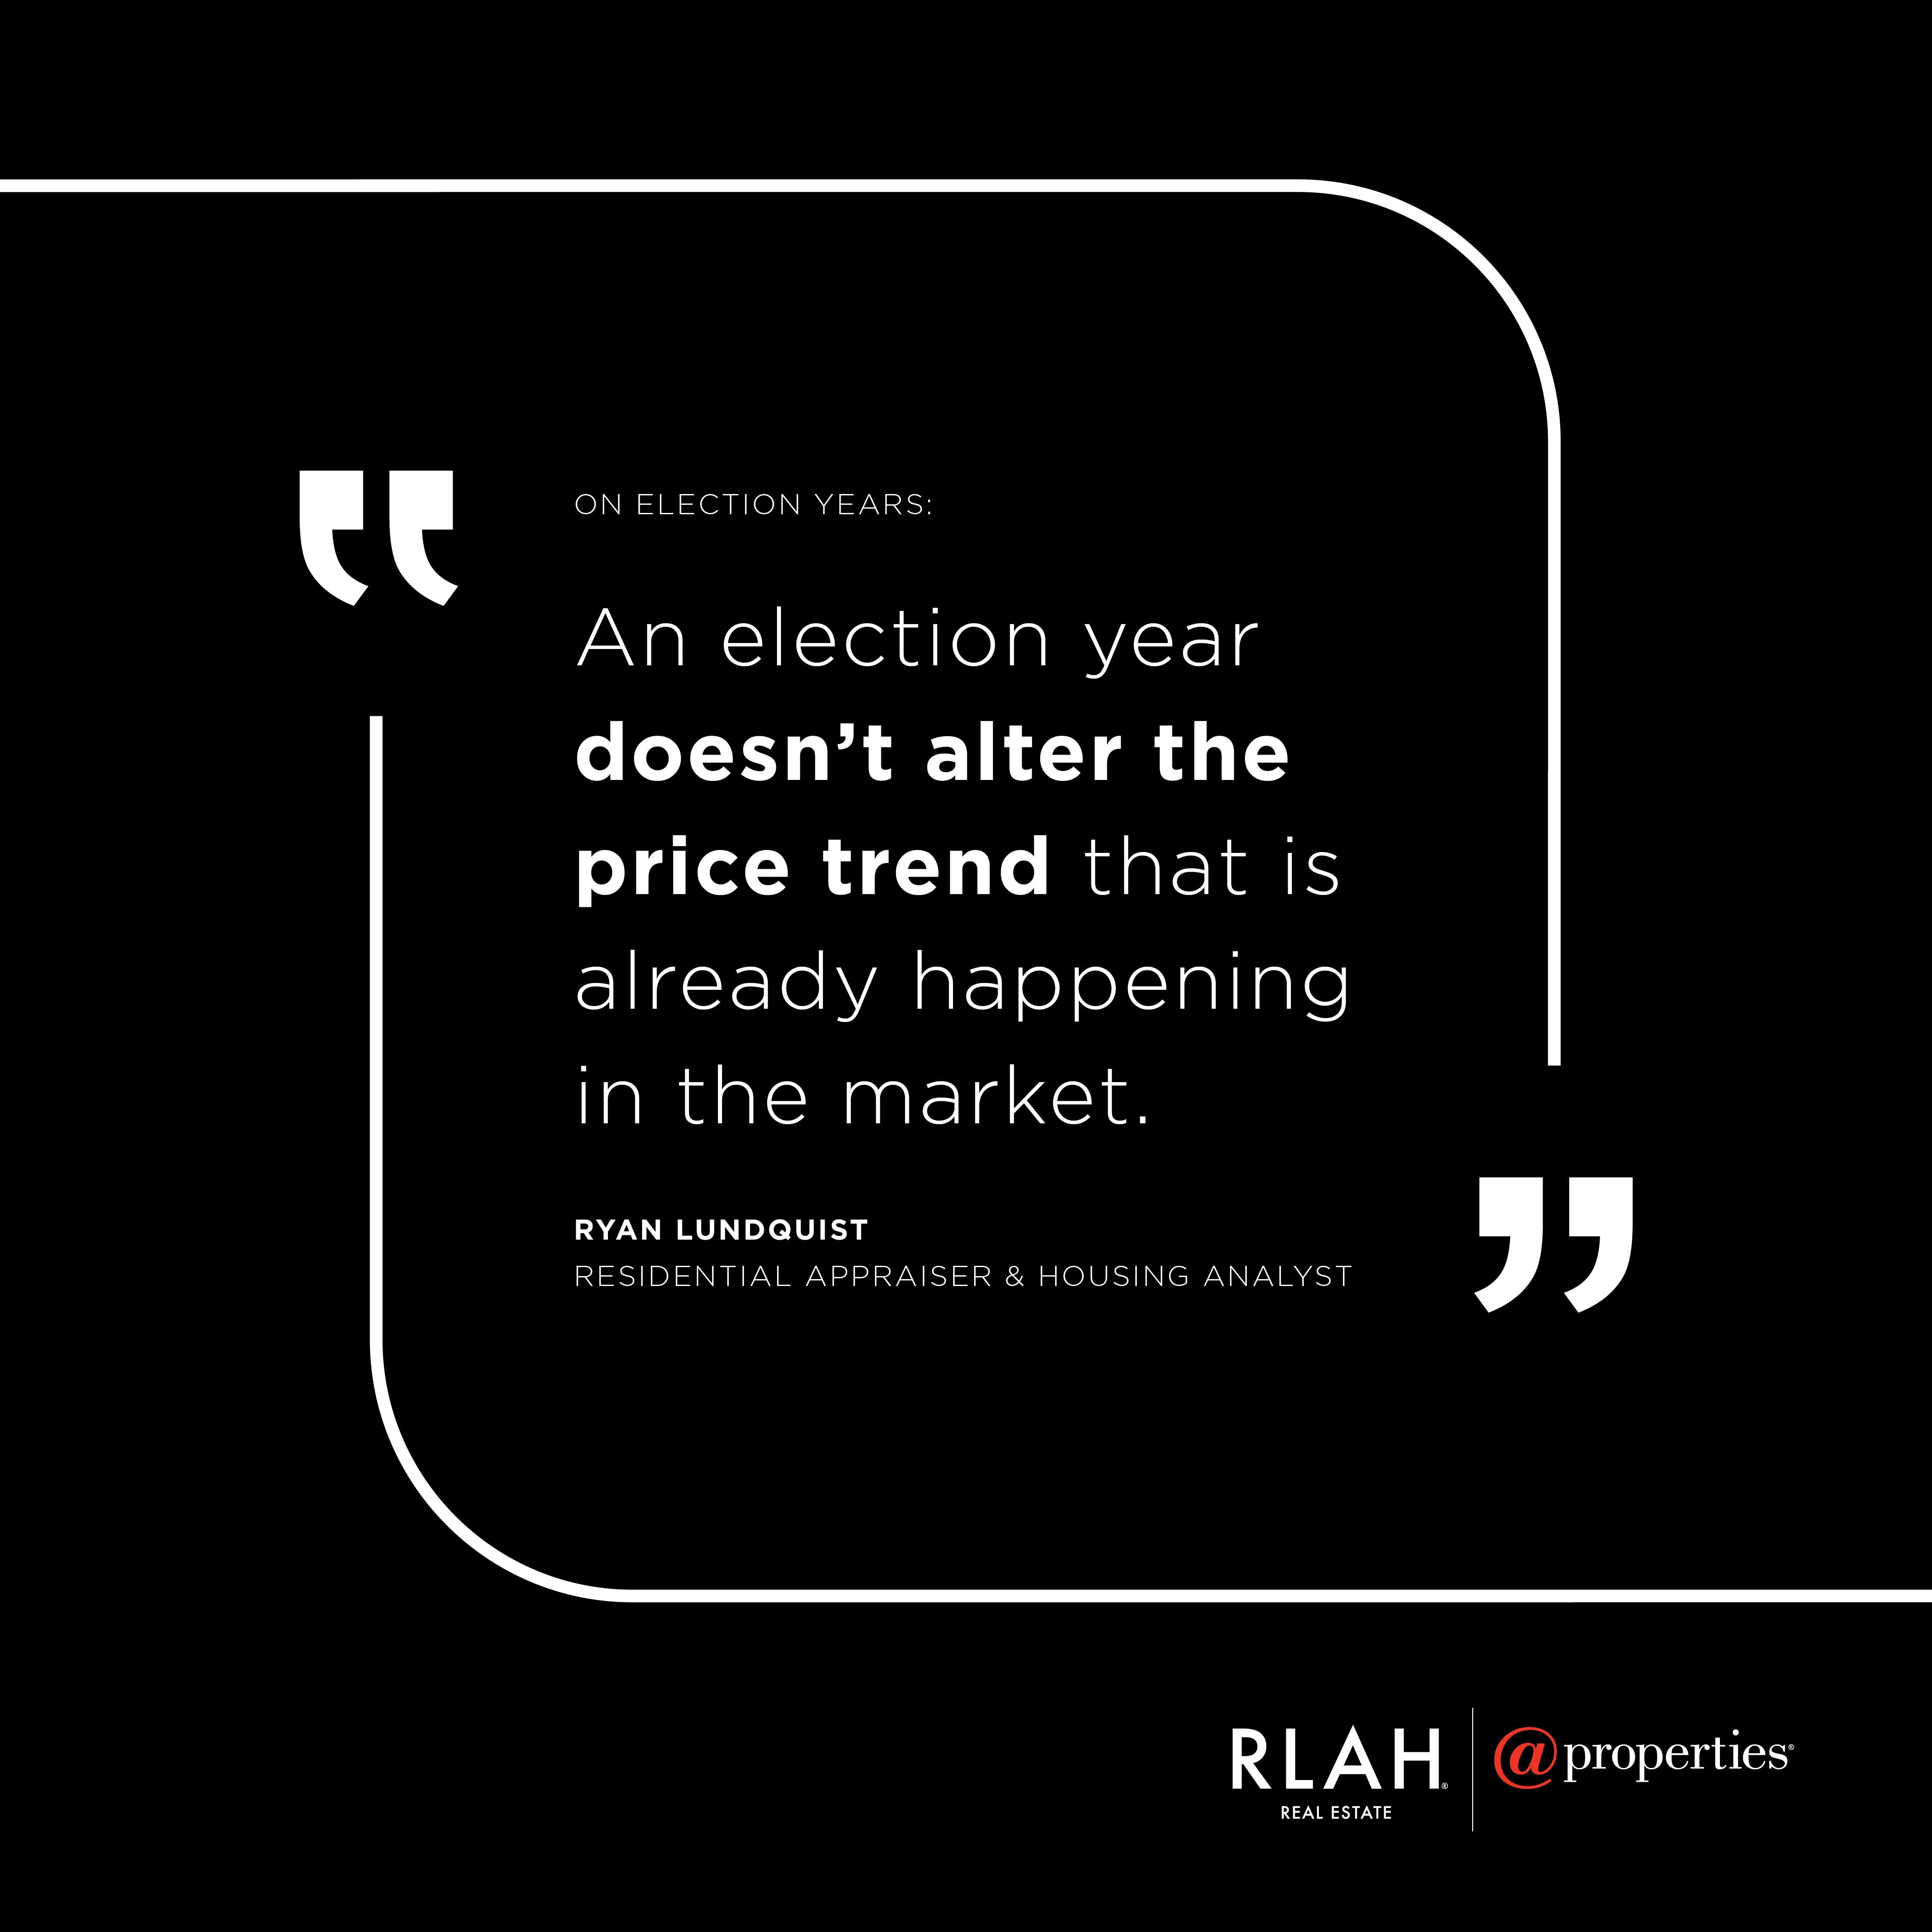 ON ELECTION YEARS:
An election year
doesn’t alter the
price trend that is
already happening
in the market.
RYAN LUNDQUIST
RESIDENTIAL APPRAISER & HOUSING ANALYST
RLAH®
REAL ESTATE
@properties®